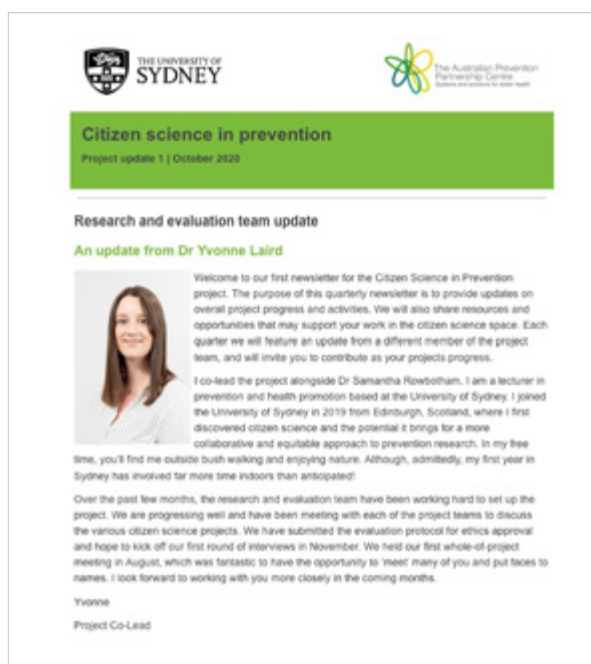 THE UNIVERSITY OF
SYDNEY
The Australian Prevention
Partnership Centre
Systems and solutions for better health
Citizen science in prevention
Project update 1 | October 2020
Research and evaluation team update
An update from Dr Yvonne Laird
Welcome to our first newsletter for the Citizen Science in Prevention
project. The purpose of this quarterly newsletter is to provide updates on
overall project progress and activities. We will also share resources and
opportunities that may support your work in the citizen science space. Each
quarter we will feature an update from a different member of the project
team, and will invite you to contribute as your projects progress.
I co-lead the project alongside Dr Samantha Rowbotham. I am a lecturer in
prevention and health promotion based at the University of Sydney. I joined
the University of Sydney in 2019 from Edinburgh, Scotland, where I first
discovered citizen science and the potential it brings for a more
collaborative and equitable approach to prevention research. In my free
time, you'll find me outside bush walking and enjoying nature. Although, admittedly, my first year in
Sydney has involved far more time indoors than anticipated!
Over the past few months, the research and evaluation team have been working hard to set up the
project. We are progressing well and have been meeting with each of the project teams to discuss
the various citizen science projects. We have submitted the evaluation protocol for ethics approval
and hope to kick off our first round of interviews in November. We held our first whole-of-project
meeting in August, which was fantastic to have the opportunity to 'meet' many of you and put faces to
names. I look forward to working with you more closely in the coming months.
Yvonne
Project Co-Lead